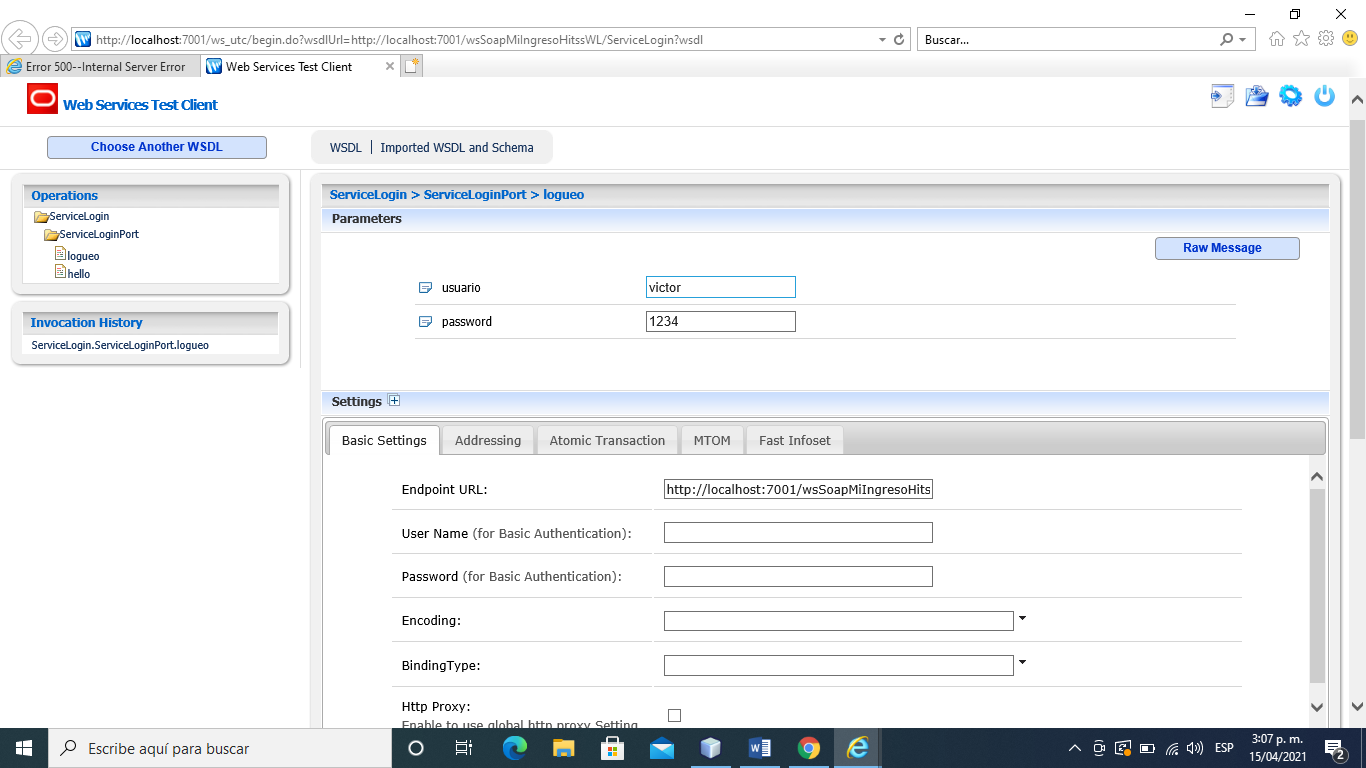 http://localhost:7001/ws_utc/begin.do?wsdlUrl=http://localhost:7001/wsSoapMiIngresoHitssWL/ServiceLogin?wsdl
Buscar...
Error 500--Internal Server Error
Web Services Test Client
Web Services Test Client
Choose Another WSDL
WSDL | Imported WSDL and Schema
Operations
ServiceLogin
ServiceLoginPort
logueo
hello
Invocation History
ServiceLogin.ServiceLoginPort.logueo
ServiceLogin > ServiceLoginPort > logueo
Parameters
Raw Message
usuario victor
password 1234
Settings
Basic Settings Addressing Atomic Transaction MTOM Fast Infoset
Endpoint URL: http://localhost:7001/wsSoapMiIngresoHits
User Name (for Basic Authentication):
Password (for Basic Authentication):
Encoding:
BindingType:
Http Proxy:
Enable to use global http proxy Setting
Escribe aquí para buscar
ESP
3:07 p. m.
15/04/2021
2